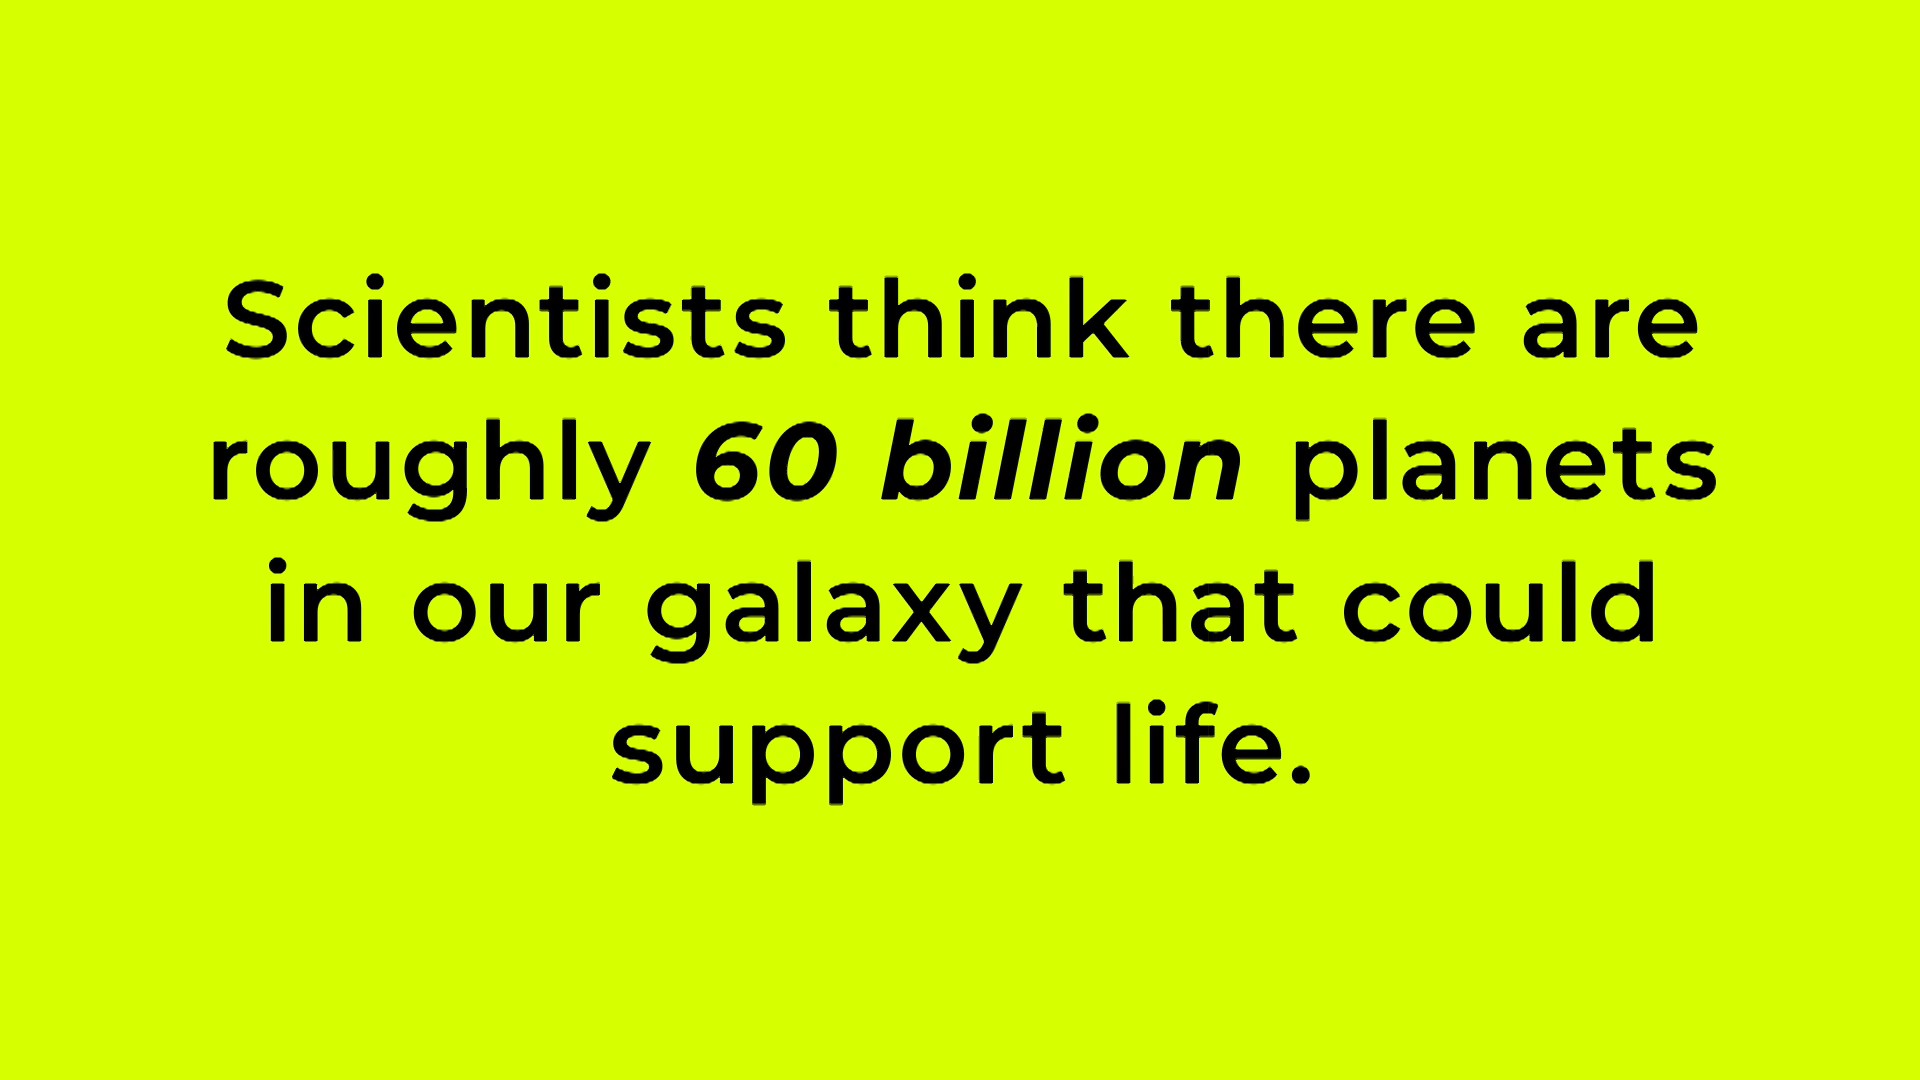 Scientists think there are
roughly 60 billion planets
in our galaxy that could
support life.